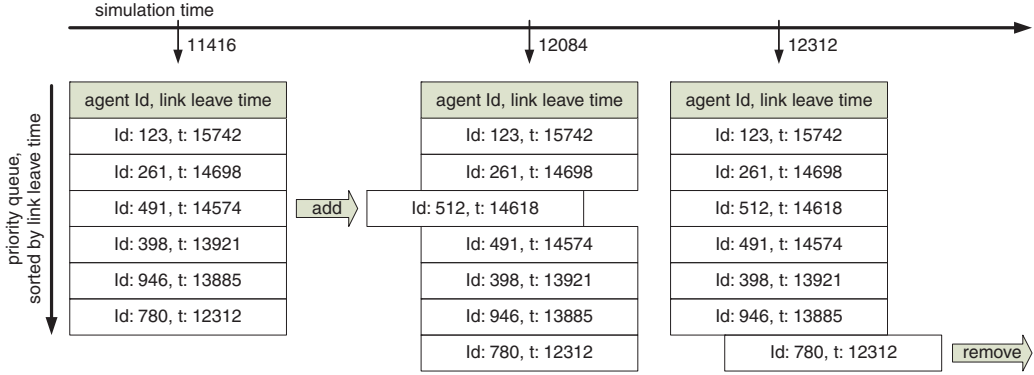 simulation time
11416
12084
12312
priority queue,
sorted by link leave time
agent Id, link leave time
Id: 123, t: 15742
Id: 261, t: 14698
Id: 491, t: 14574
Id: 398, t: 13921
Id: 946, t: 13885
Id: 780, t: 12312
add
agent Id, link leave time
Id: 123, t: 15742
Id: 261, t: 14698
Id: 512, t: 14618
Id: 491, t: 14574
Id: 398, t: 13921
Id: 946, t: 13885
Id: 780, t: 12312
agent Id, link leave time
Id: 123, t: 15742
Id: 261, t: 14698
Id: 512, t: 14618
Id: 491, t: 14574
Id: 398, t: 13921
Id: 946, t: 13885
Id: 780, t: 12312
remove